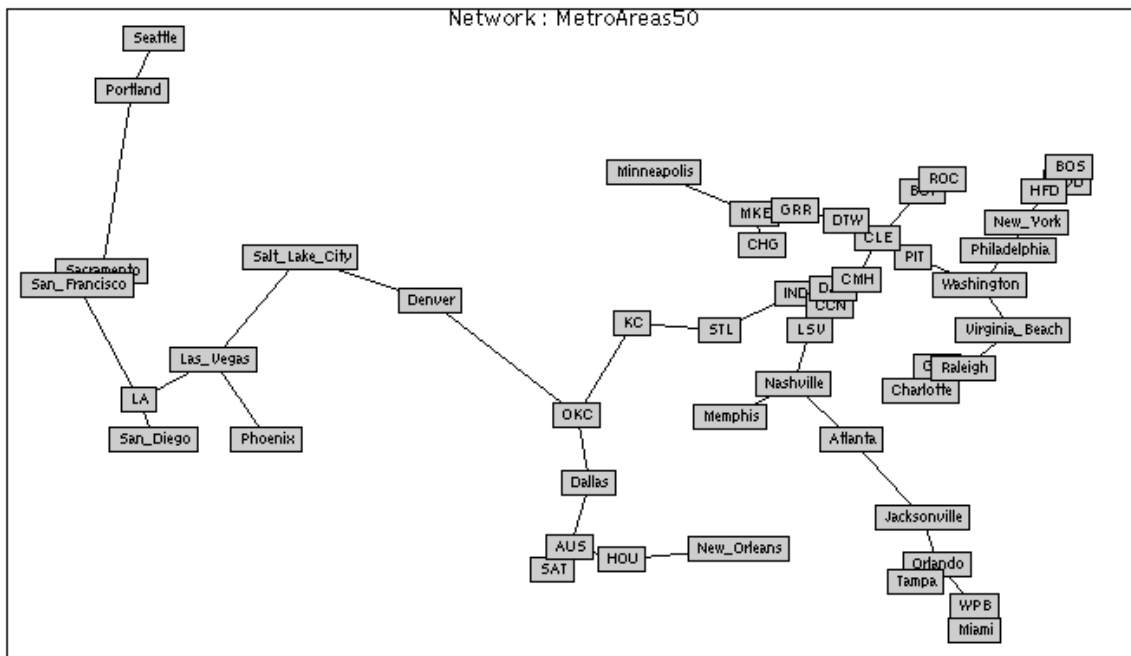 Network : MetroAreas50
Seattle
Portland
BOS
Minneapolis
ROC
HFD
GRR
MKE
DTW
New_York
CHG
CLE
Philadelphia
Salt_Lake_City
PIT
Sacramento
San_Francisco
CMH
Washington
Denver
IND
CCN
KC
STL
LSV
Virginia_Beach
Las_Vegas
Raleigh
Nashville
Charlotte
LA
OKC
Memphis
San_Diego
Phoenix
Atlanta
Dallas
Jacksonville
AUS
New_Orleans
HOU
SAT
Orlando
Tampa
WPB
Miami